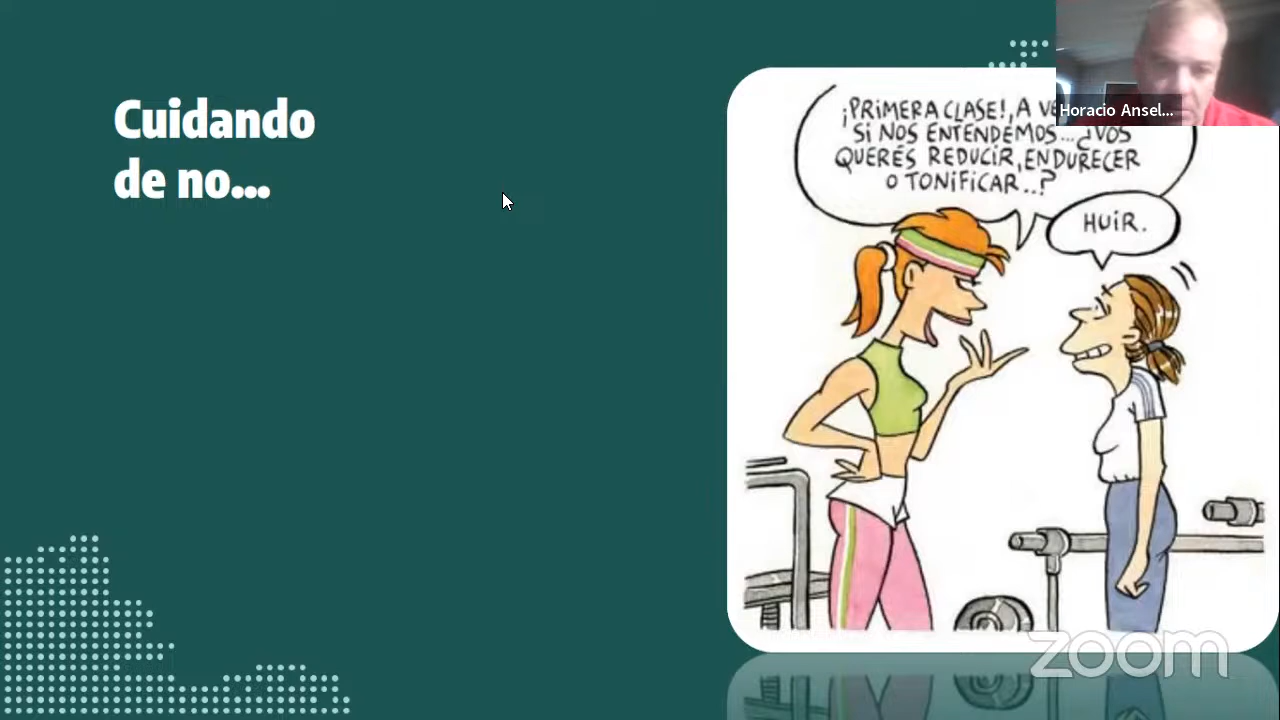 Cuidando
de no...
¡PRIMERA CLASE!, A
SI NOS ENTENDEMOS...¿VOS
QUERÉS REDUCIR, ENDURECER
O TONIFICAR..?
HUIR.
Horacio Ansel...
zoom